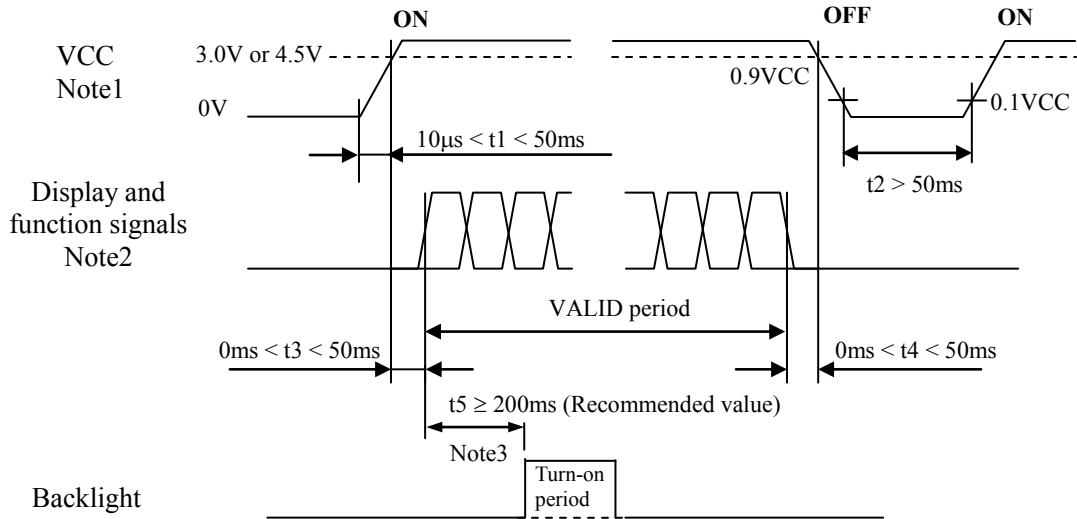 ON
OFF
ON
VCC
Note1
3.0V or 4.5V
0.9VCC
0V
0.1VCC
10μs < t1 < 50ms
t2 > 50ms
Display and
function signals
Note2
VALID period
0ms < t3 < 50ms
0ms < t4 < 50ms
t5 ≥ 200ms (Recommended value)
Note3
Turn-on
period
Backlight